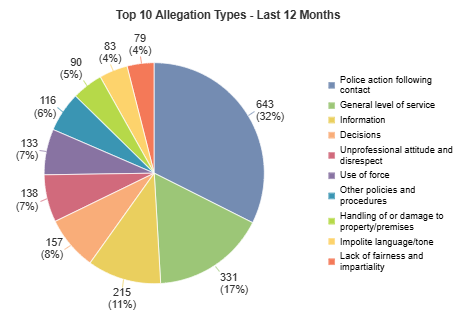 Top 10 Allegation Types - Last 12 Months
79
(4%)
83
(4%)
90
(5%)
116
(6%)
133
(7%)
138
(7%)
157
(8%)
215
(11%)
331
(17%)
643
(32%)
Police action following
contact
General level of service
Information
Decisions
Unprofessional attitude and
disrespect
Use of force
Other policies and
procedures
Handling of or damage to
property/premises
Impolite language/tone
Lack of fairness and
impartiality